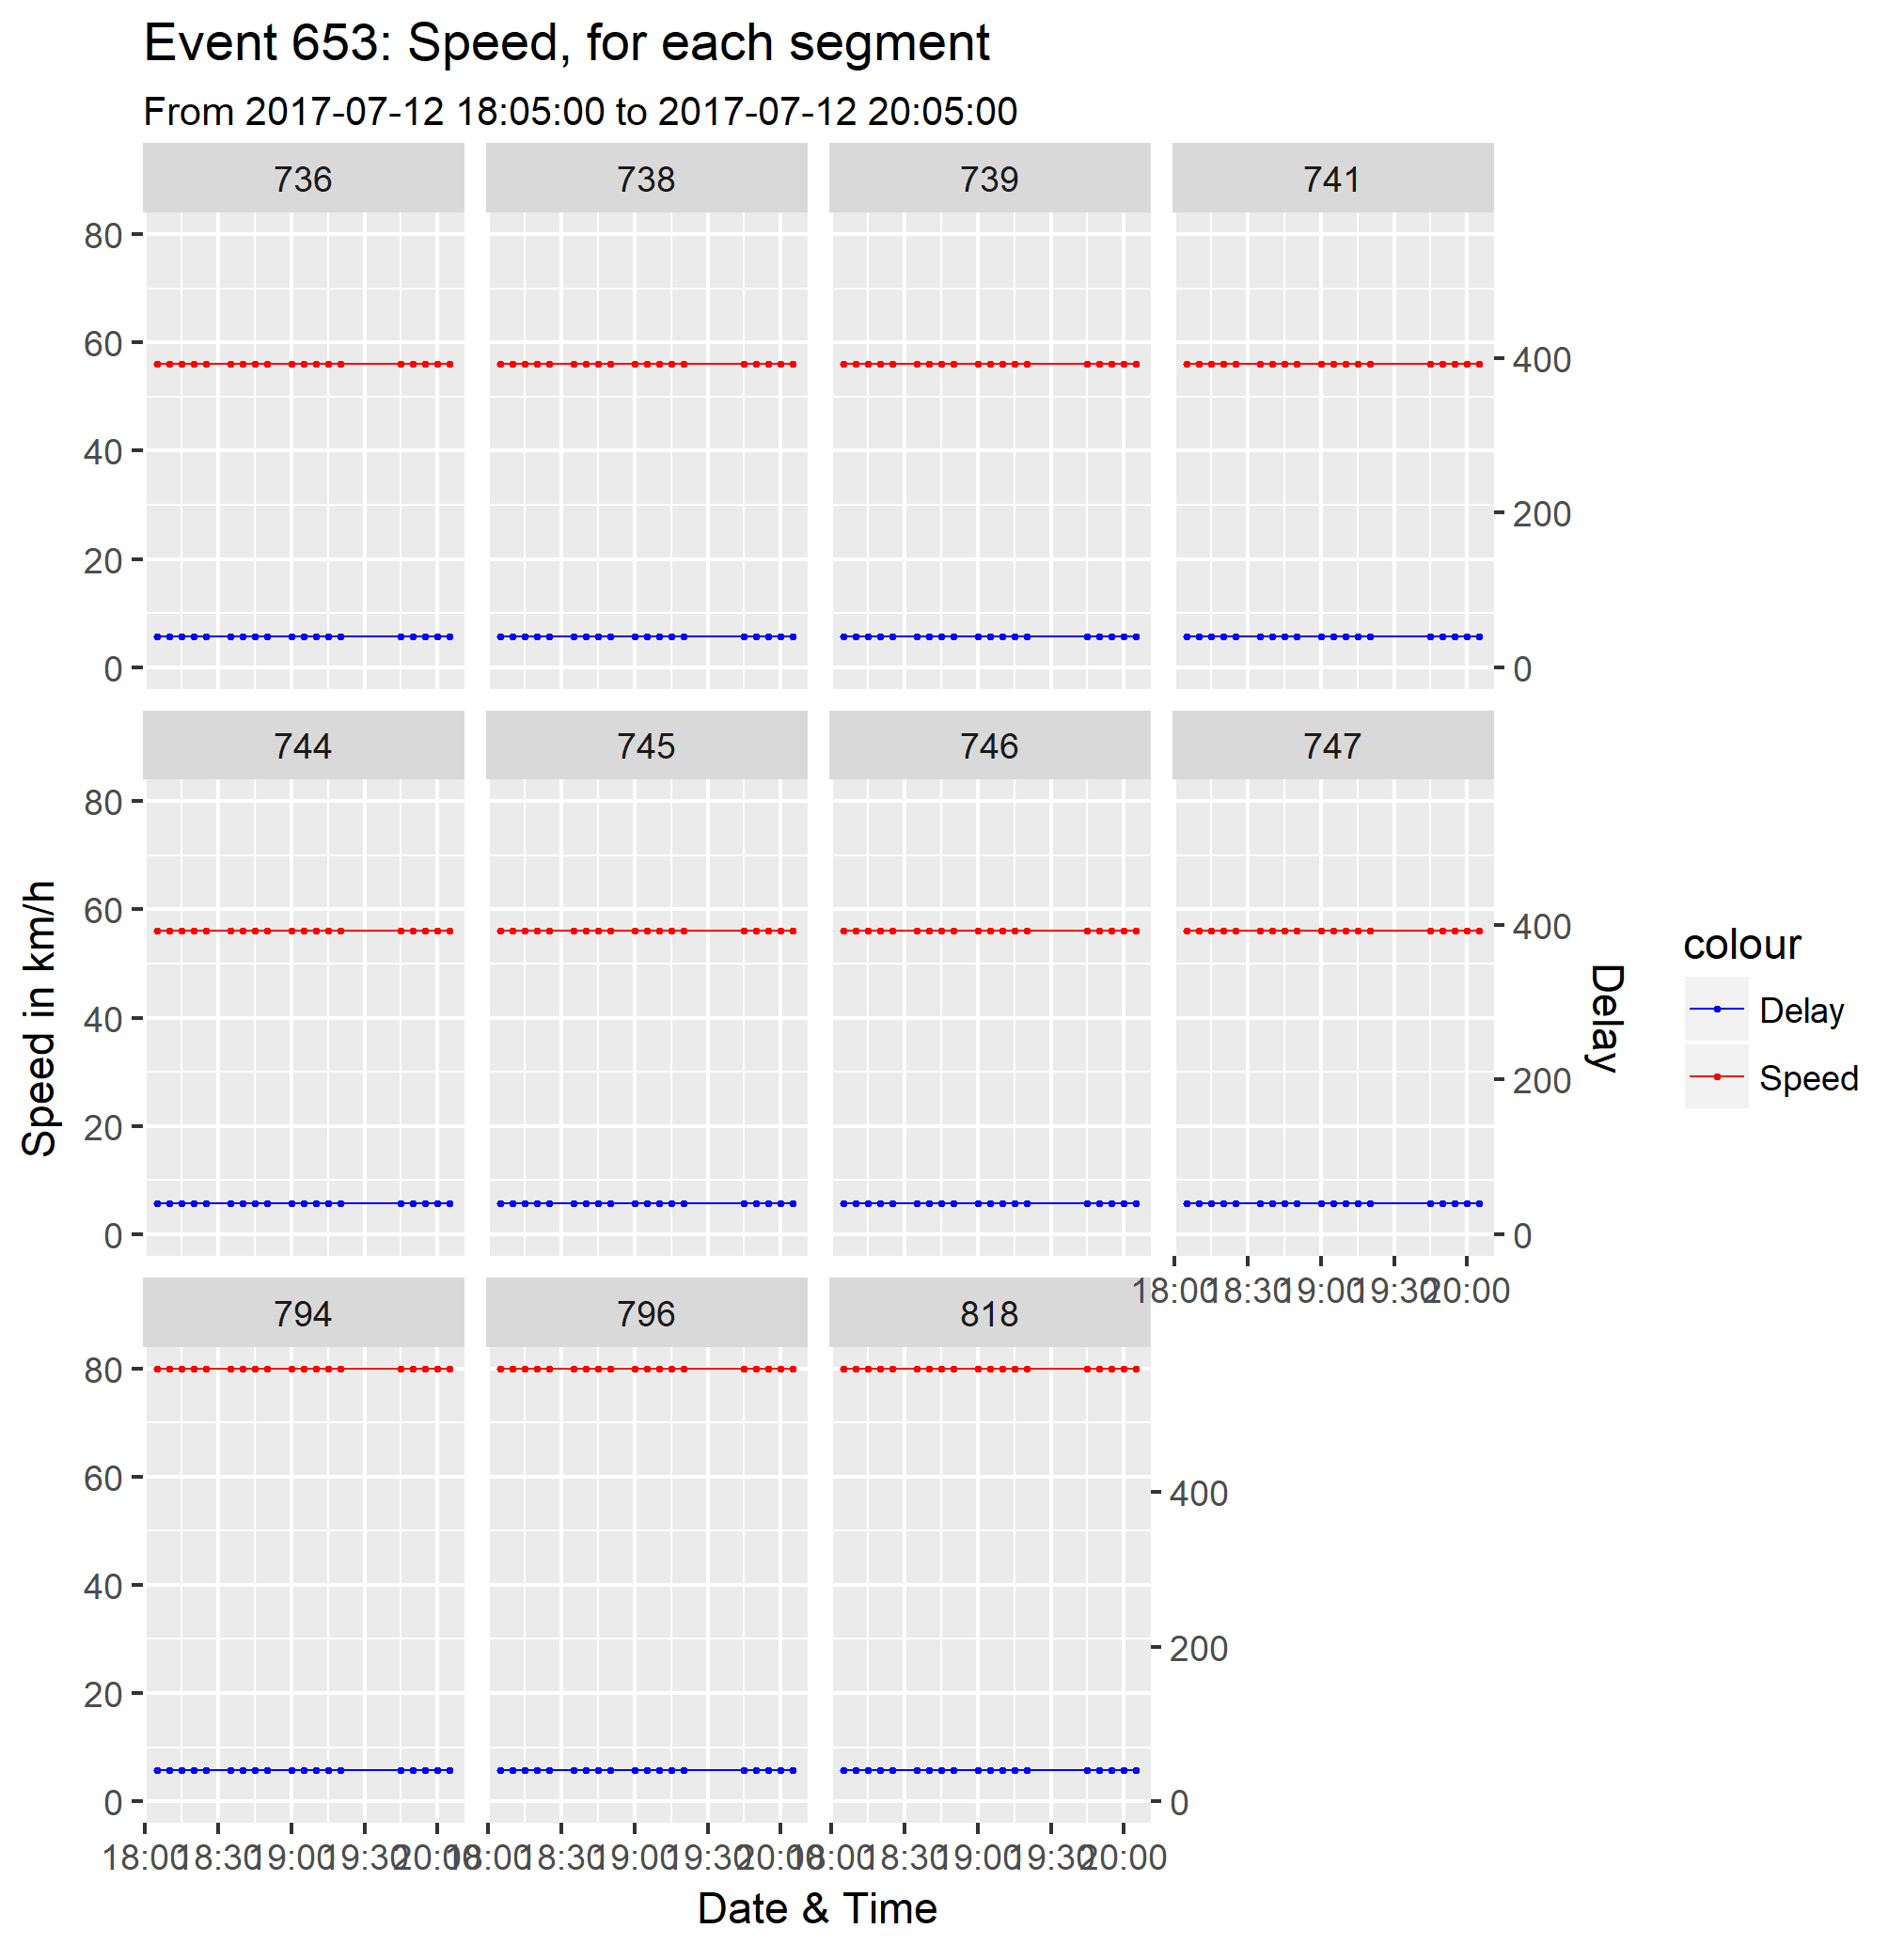 Event 653: Speed, for each segment
From 2017-07-12 18:05:00 to 2017-07-12 20:05:00
736 738 739 741
80
60
40
20
0
400
200
0
744 745 746 747
80
60
40
20
0
400
200
0
18:00 18:30 19:00 19:30 20:00
794 796 818
80
60
40
20
0
400
200
0
18:00 18:30 19:00 19:30 20:00 18:00 18:30 19:00 19:30 20:00 18:00 18:30 19:00 19:30 20:00
Date & Time
Speed in km/h
Delay
colour
Delay
Speed